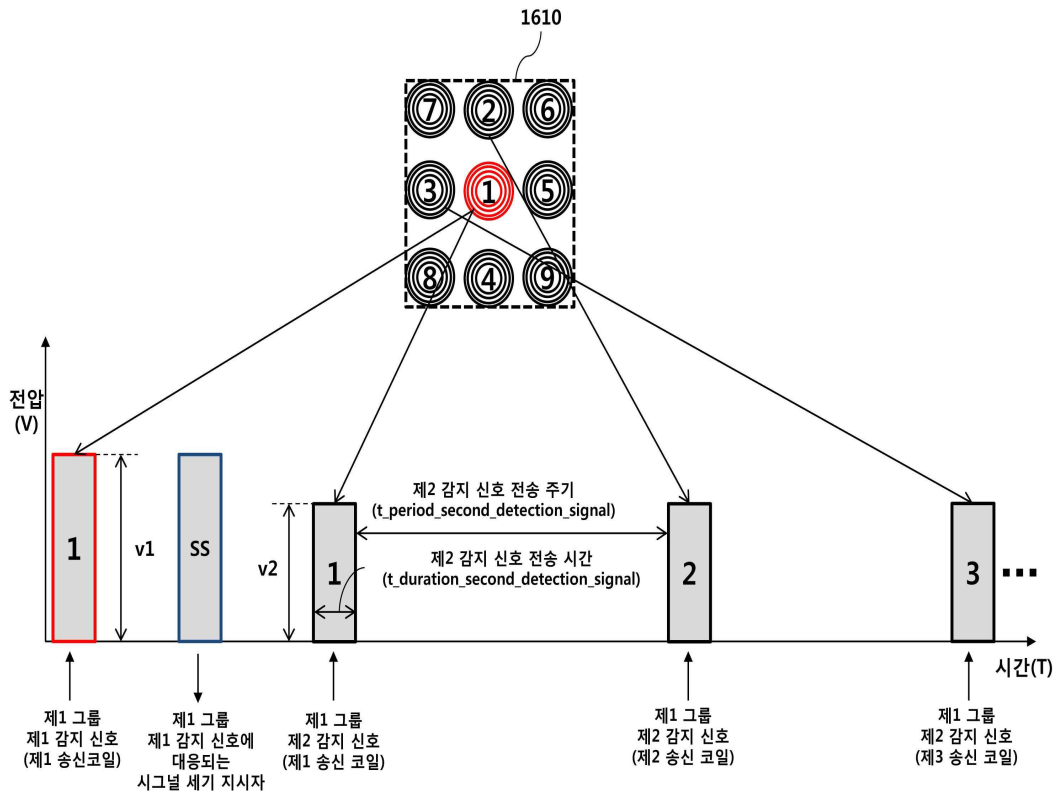 1610
7 2 6
3 1 5
8 4 9
전압
(V)
1
v1
SS
v2
1
제2 감지 신호 전송 주기
(t_period_second_detection_signal)
제2 감지 신호 전송 시간
(t_duration_second_detection_signal)
2
3
시간(T)
제1 그룹
제1 감지 신호
(제1 송신코일)
제1 그룹
제1 감지 신호에
대응되는
시그널 세기 지시자
제1 그룹
제2 감지 신호
(제1 송신 코일)
제1 그룹
제2 감지 신호
(제2 송신 코일)
제1 그룹
제2 감지 신호
(제3 송신 코일)